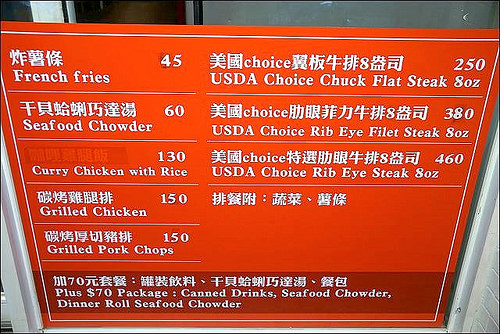 炸薯條 45
French fries
干貝蛤蜊巧達湯 60
Seafood Chowder
咖哩雞腿飯 130
Curry Chicken with Rice
碳烤雞腿排 150
Grilled Chicken
碳烤厚切豬排 150
Grilled Pork Chops
美國choice翼板牛排8盎司 250
USDA Choice Chuck Flat Steak 8oz
美國choice肋眼菲力牛排8盎司 380
USDA Choice Rib Eye Filet Steak 8oz
美國choice特選肋眼牛排8盎司 460
USDA Choice Rib Eye Steak 8oz
排餐附：蔬菜、薯條
加70元套餐：罐裝飲料、干貝蛤蜊巧達湯、餐包
Plus $70 Package : Canned Drinks, Seafood Chowder,
Dinner Roll Seafood Chowder